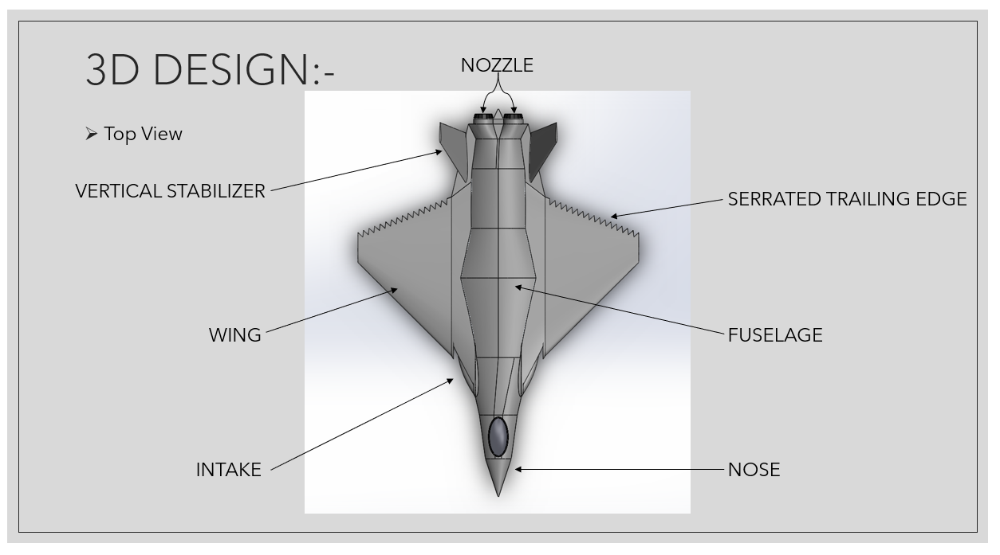 3D DESIGN:-
NOZZLE
Top View
VERTICAL STABILIZER
SERRATED TRAILING EDGE
WING
FUSELAGE
INTAKE
NOSE